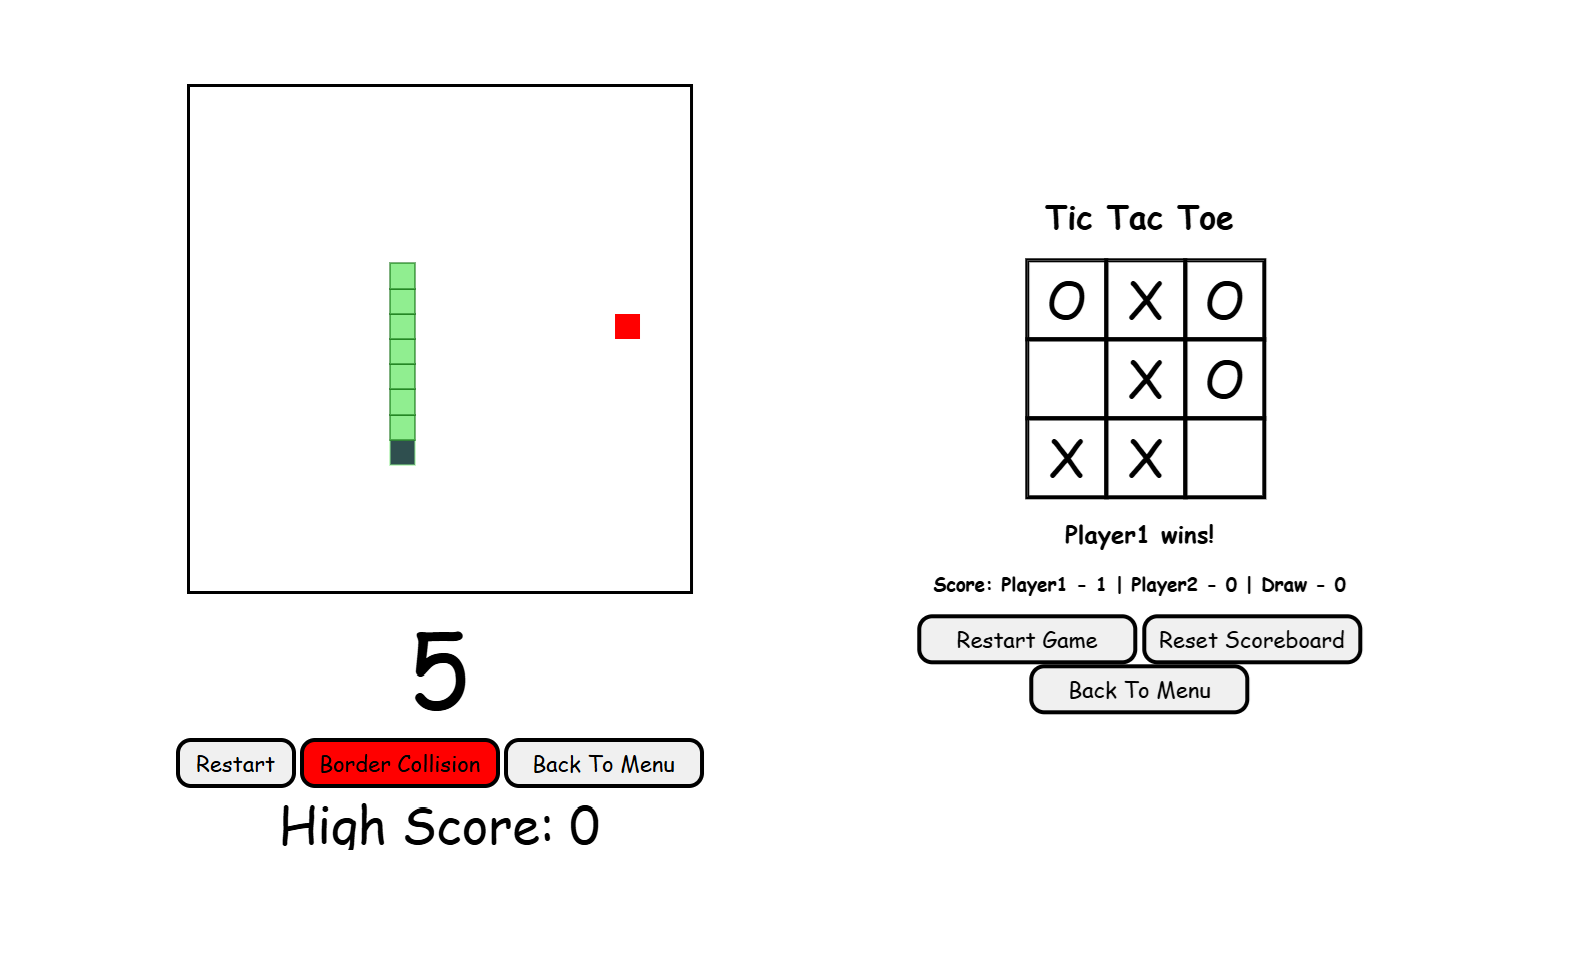 5
Restart Border Collision Back To Menu
High Score: 0
Tic Tac Toe
O X O
X O
X X
Player1 wins!
Score: Player1 - 1 | Player2 - 0 | Draw - 0
Restart Game Reset Scoreboard
Back To Menu